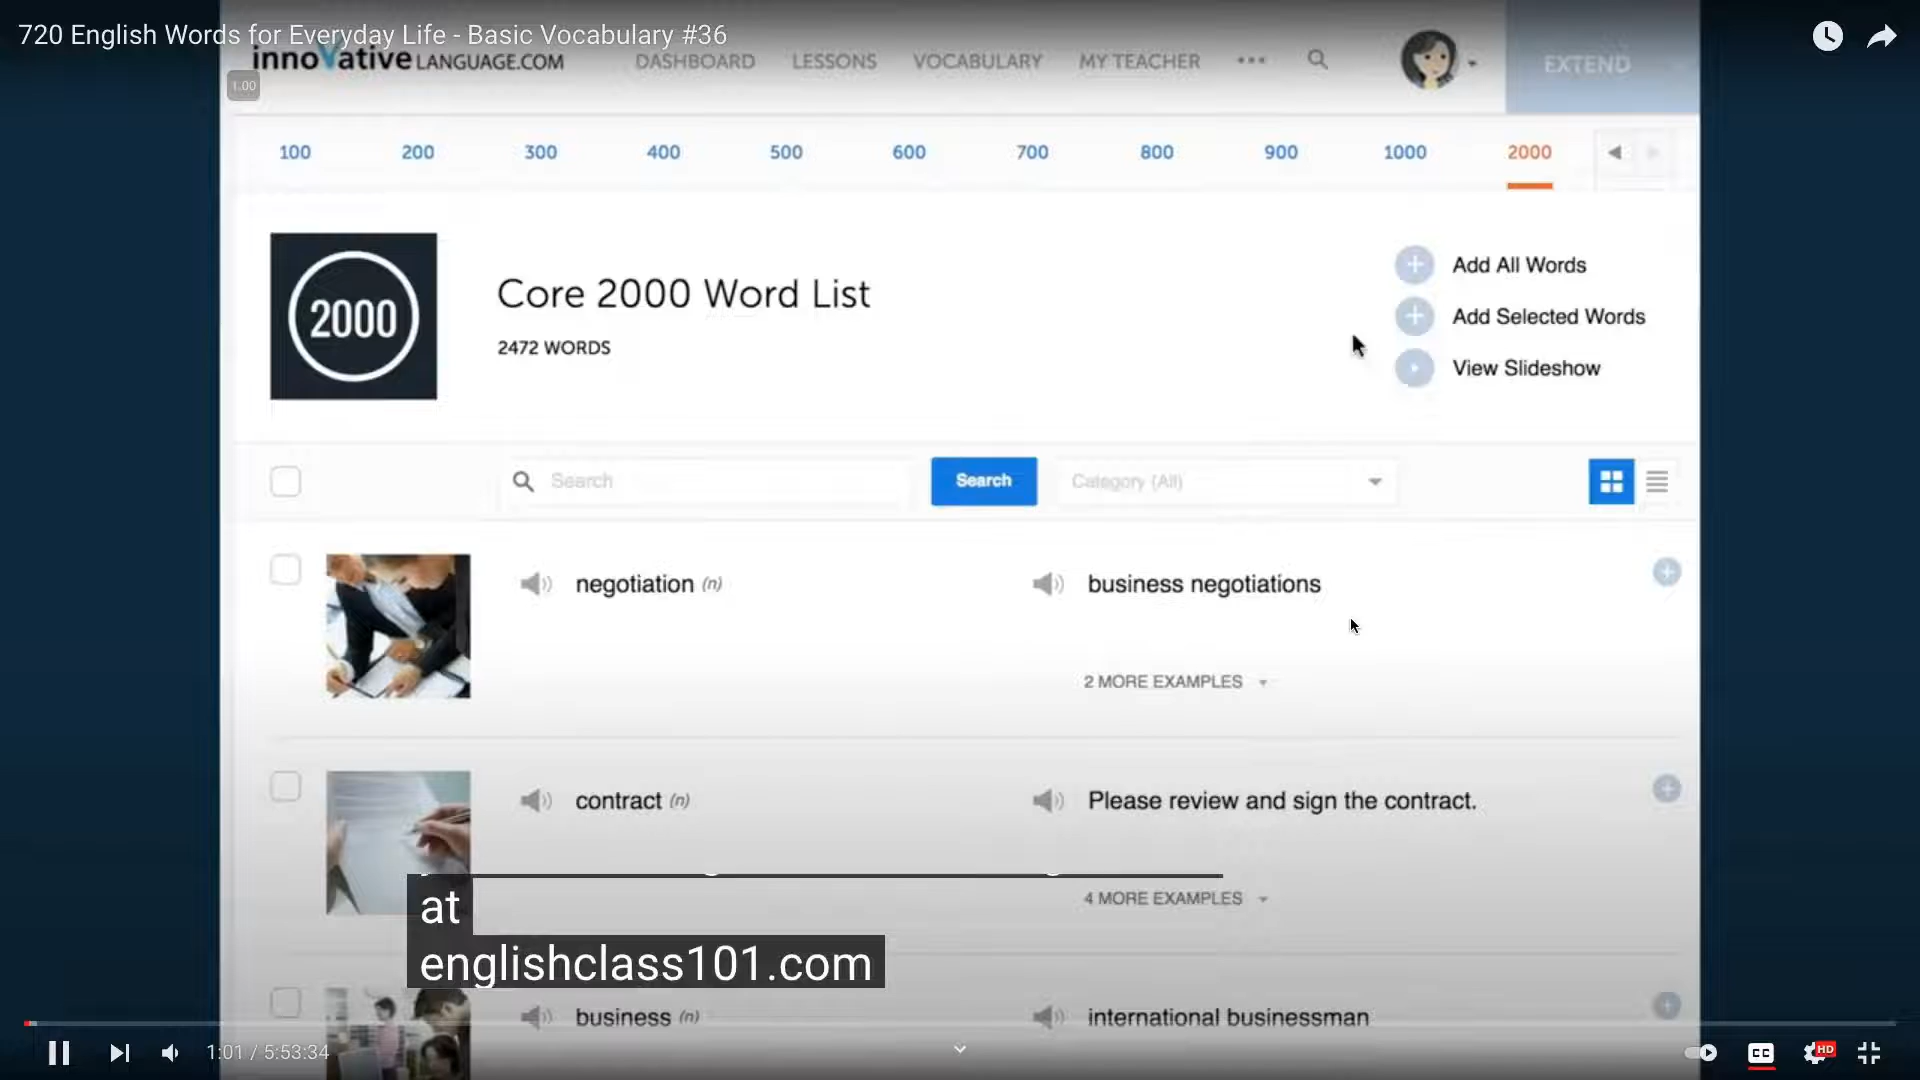 720 English Words for Everyday Life - Basic Vocabulary #36
innoVative LANGUAGE.COM
DASHBOARD LESSONS VOCABULARY MY TEACHER
EXTEND
1.00
100 200 300 400 500 600 700 800 900 1000 2000
2000
Core 2000 Word List
2472 WORDS
Add All Words
Add Selected Words
View Slideshow
Search
Search
Category (All)
negotiation (n)
business negotiations
2 MORE EXAMPLES
contract (n)
Please review and sign the contract.
4 MORE EXAMPLES
at
englishclass101.com
business (n)
international businessman
1:01 / 5:53:34
CC
HD